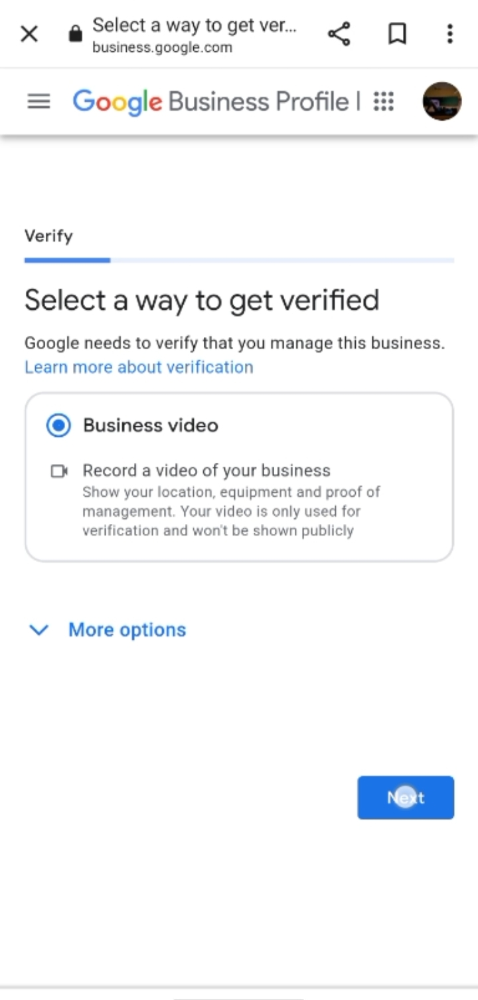 Select a way to get ver...
business.google.com
Google Business Profile
Verify
Select a way to get verified
Google needs to verify that you manage this business.
Learn more about verification
Business video
Record a video of your business
Show your location, equipment and proof of
management. Your video is only used for
verification and won't be shown publicly
More options
Next